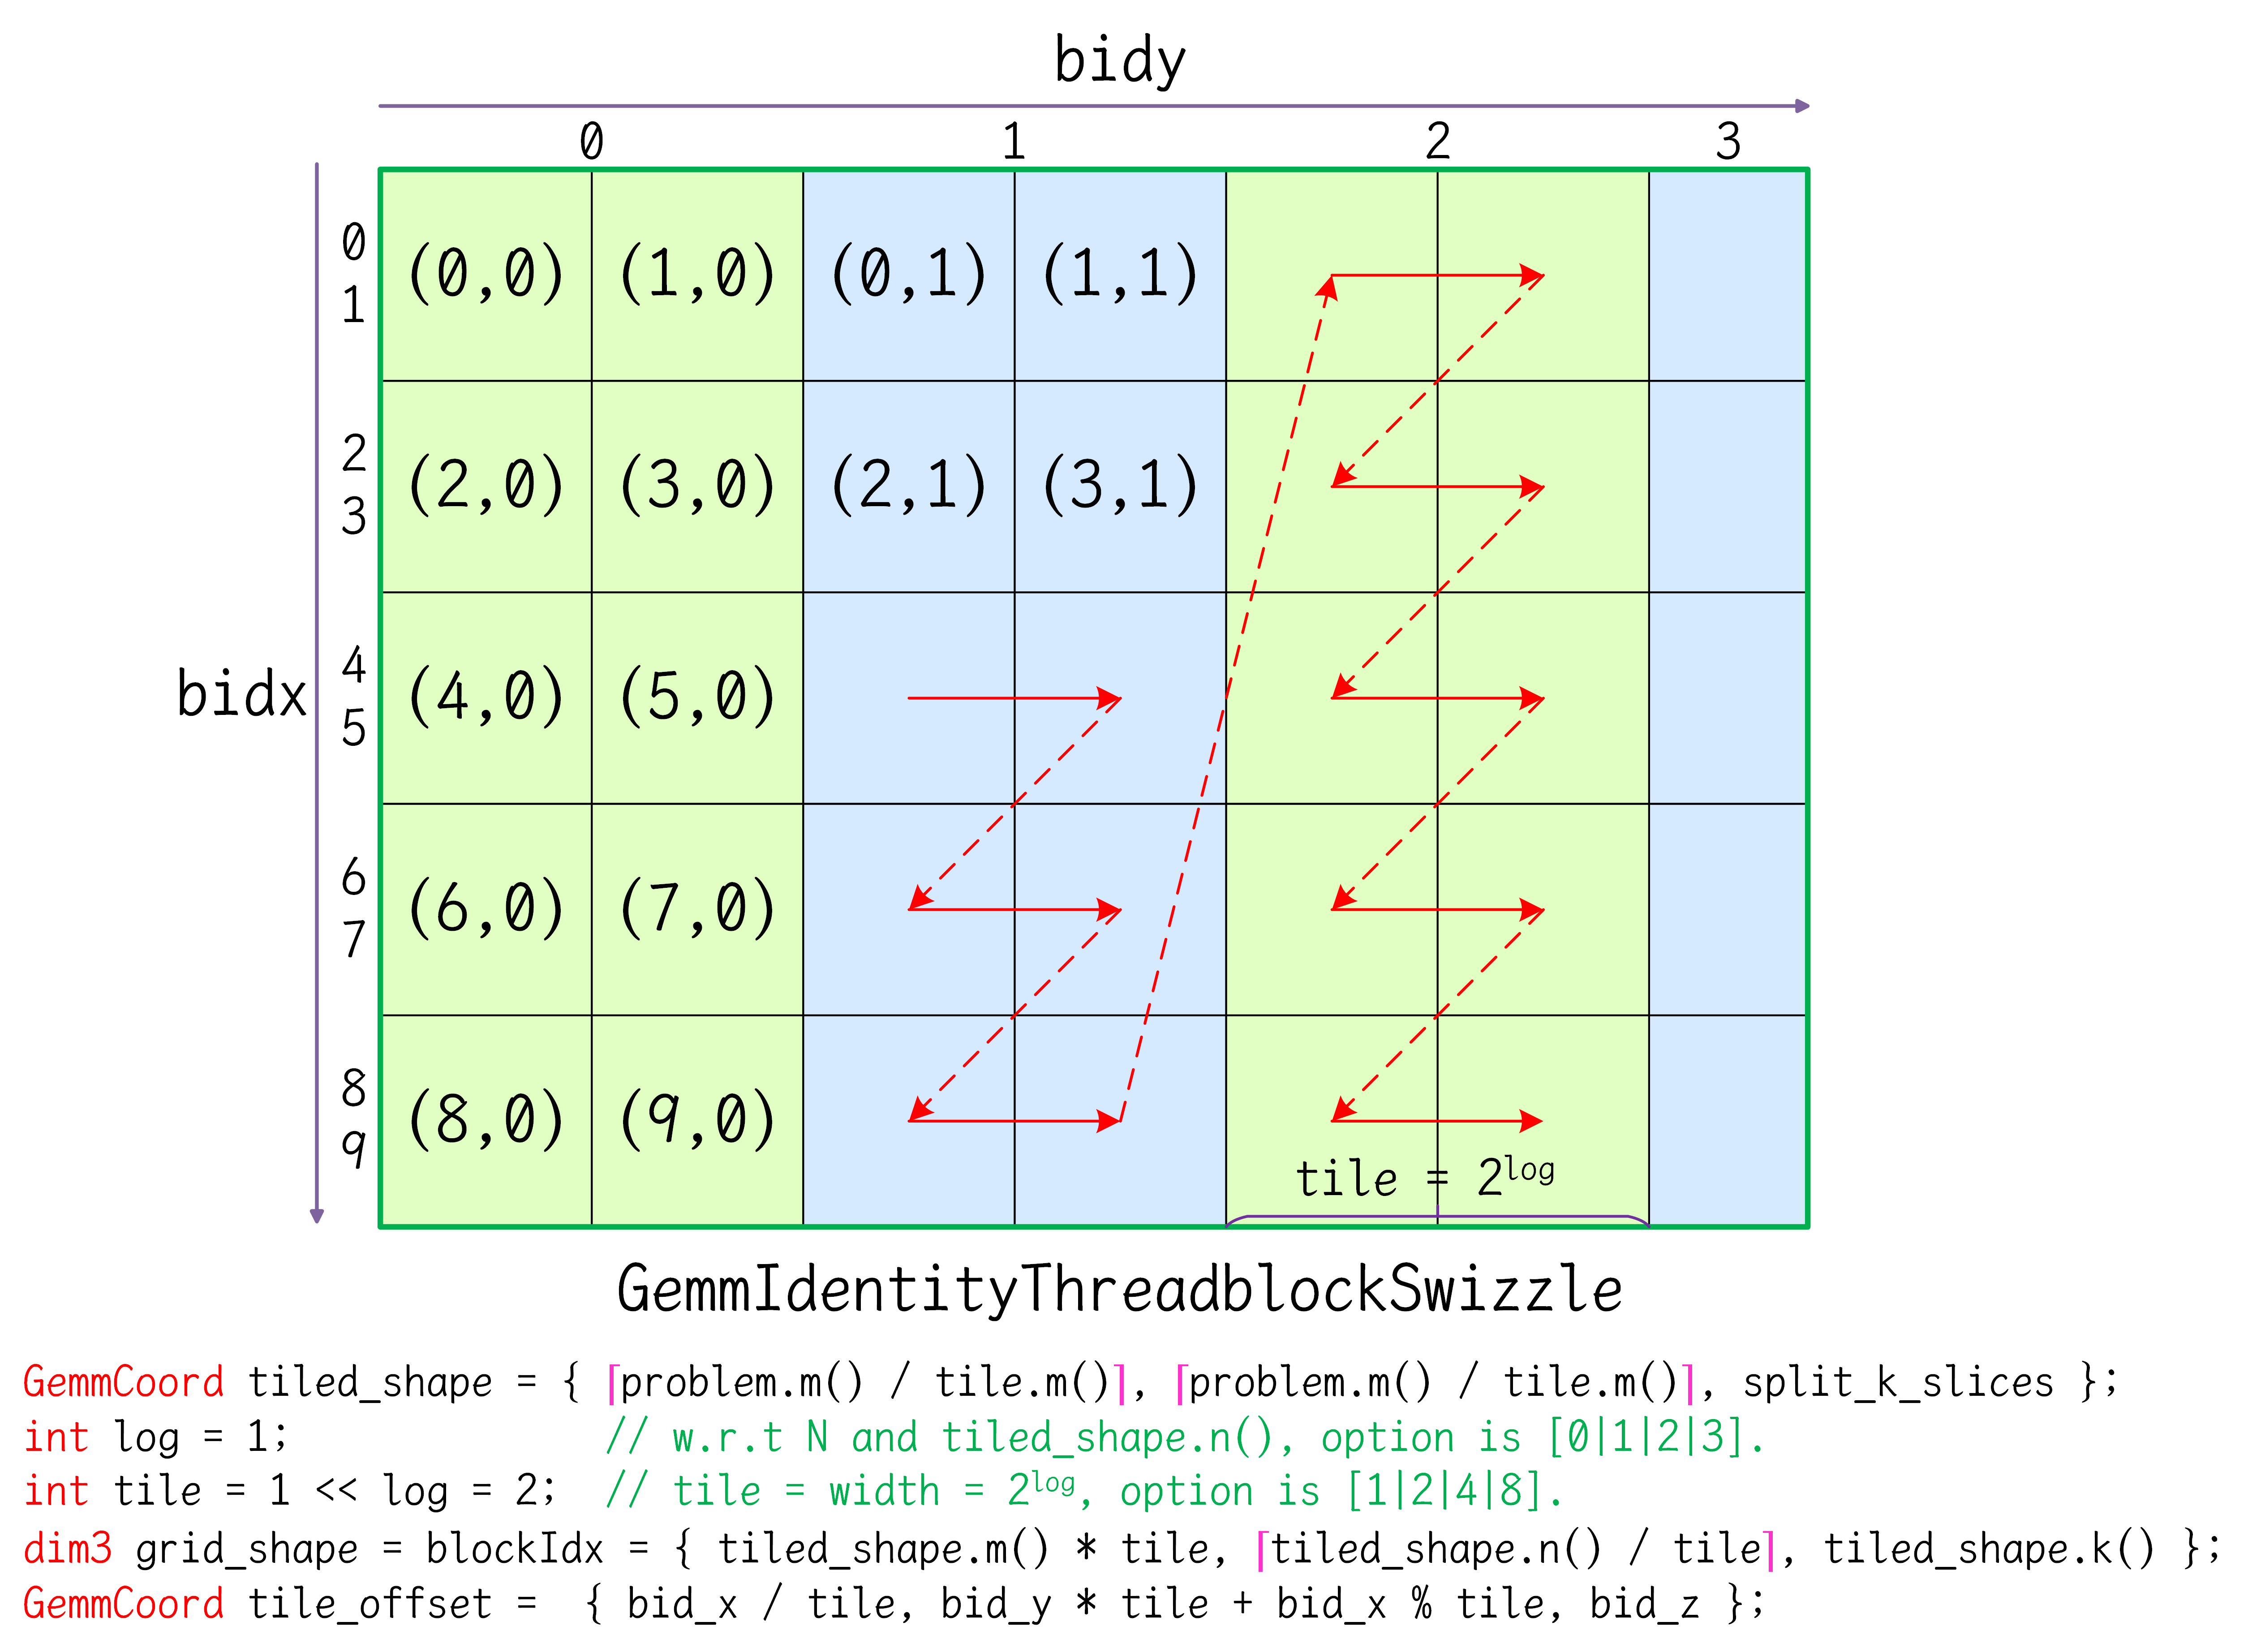 bidy
0 1 2 3
0
1
(0,0) (1,0) (0,1) (1,1)
2
3
(2,0) (3,0) (2,1) (3,1)
bidx
4
5
(4,0) (5,0)
6
7
(6,0) (7,0)
8
9
(8,0) (9,0)
tile = 2^log
GemmIdentityThreadblockSwizzle
GemmCoord tiled_shape = { ⌈problem.m() / tile.m()⌉, ⌈problem.m() / tile.m()⌉, split_k_slices };
int log = 1; // w.r.t N and tiled_shape.n(), option is [0|1|2|3].
int tile = 1 << log = 2; // tile = width = 2^log, option is [1|2|4|8].
dim3 grid_shape = blockIdx = { tiled_shape.m() * tile, ⌈tiled_shape.n() / tile⌉, tiled_shape.k() };
GemmCoord tile_offset = { bid_x / tile, bid_y * tile + bid_x % tile, bid_z };